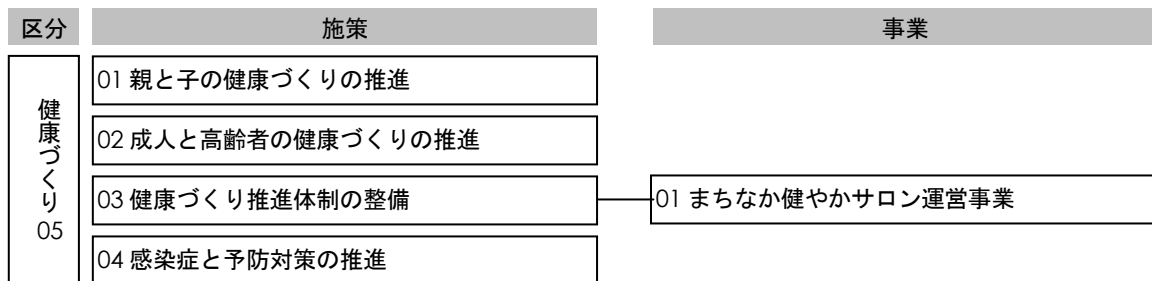 区分
施策
事業
健康づくり 05
01 親と子の健康づくりの推進
02 成人と高齢者の健康づくりの推進
03 健康づくり推進体制の整備
01 まちなか健やかサロン運営事業
04 感染症と予防対策の推進